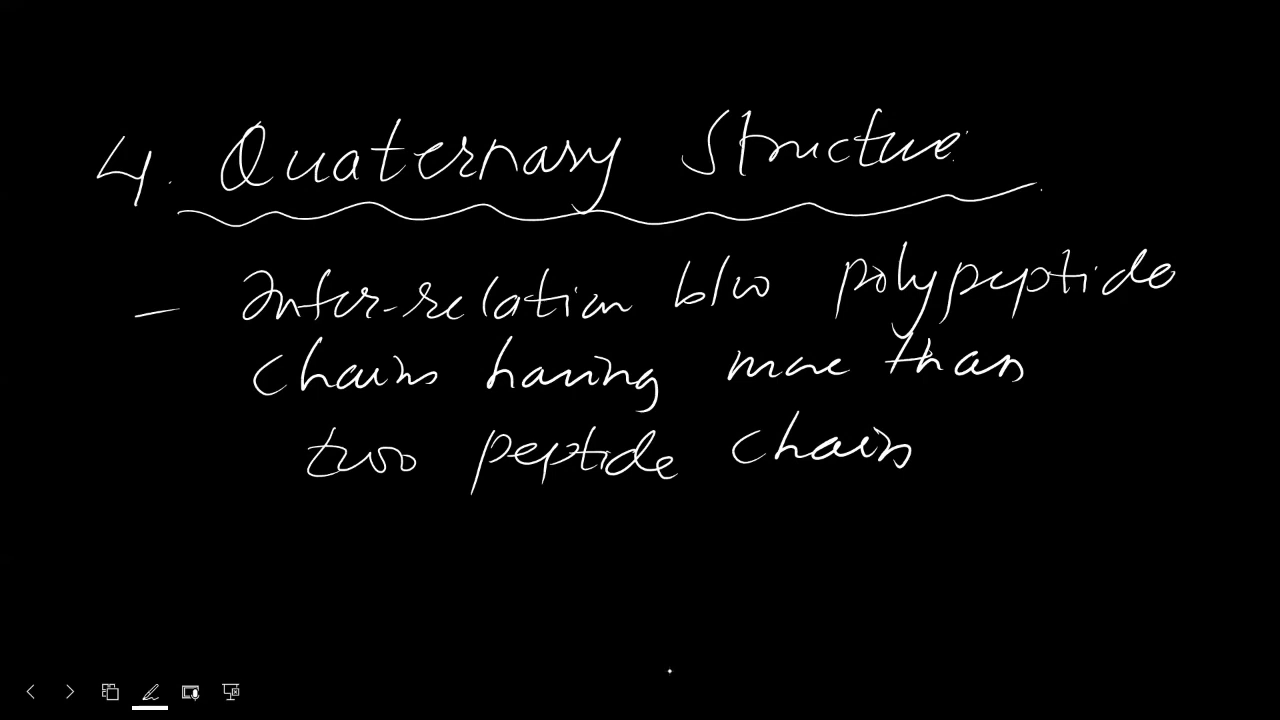 4. Quaternary Structure
- Inter-relation b/w polypeptide
chains having more than
two peptide chains